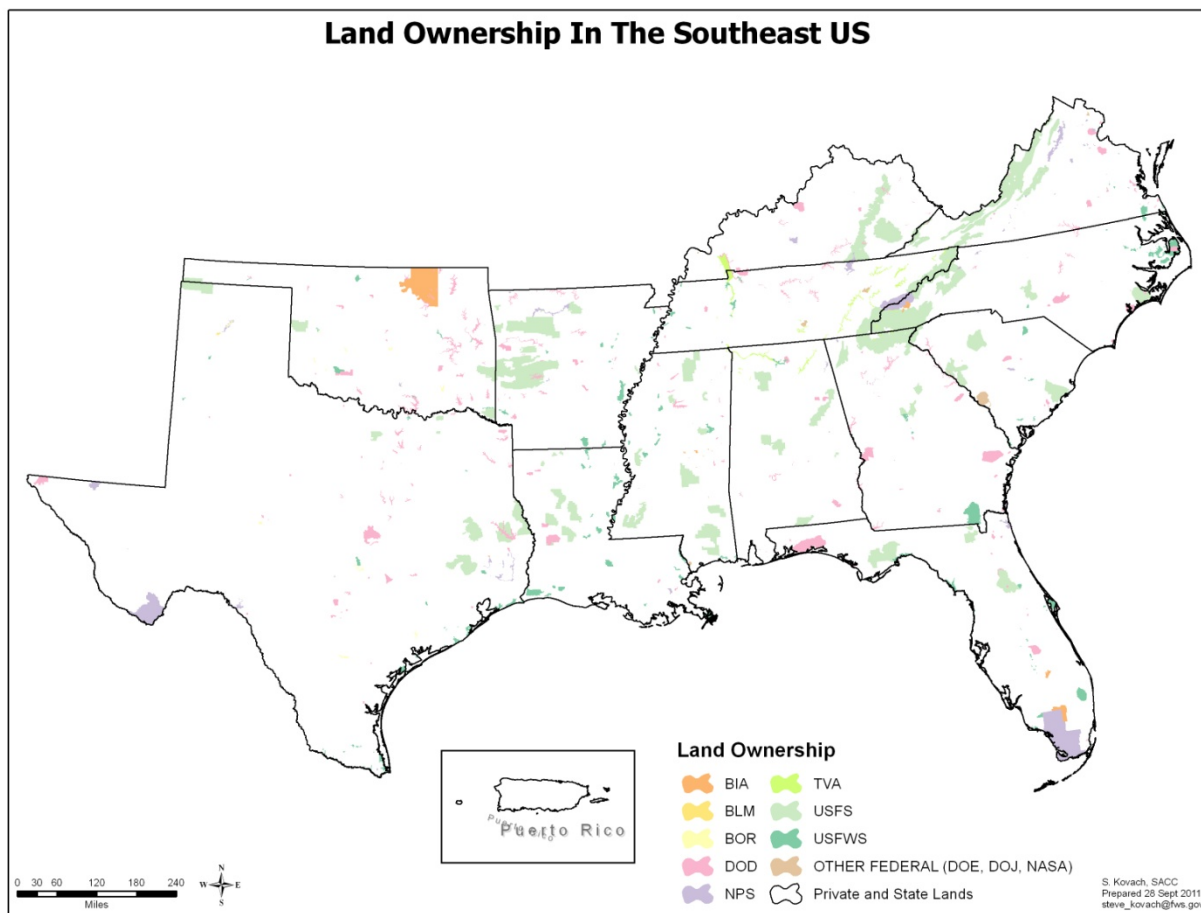 Land Ownership In The Southeast US
Puerto Rico
Puerto Rico
Land Ownership
BIA
BLM
BOR
DOD
NPS
TVA
USFS
USFWS
OTHER FEDERAL (DOE, DOJ, NASA)
Private and State Lands
N
W E
S
0 30 60 120 180 240
Miles
S. Kovach, SACC
Prepared 28 Sept 2011
steve_kovach@fws.gov